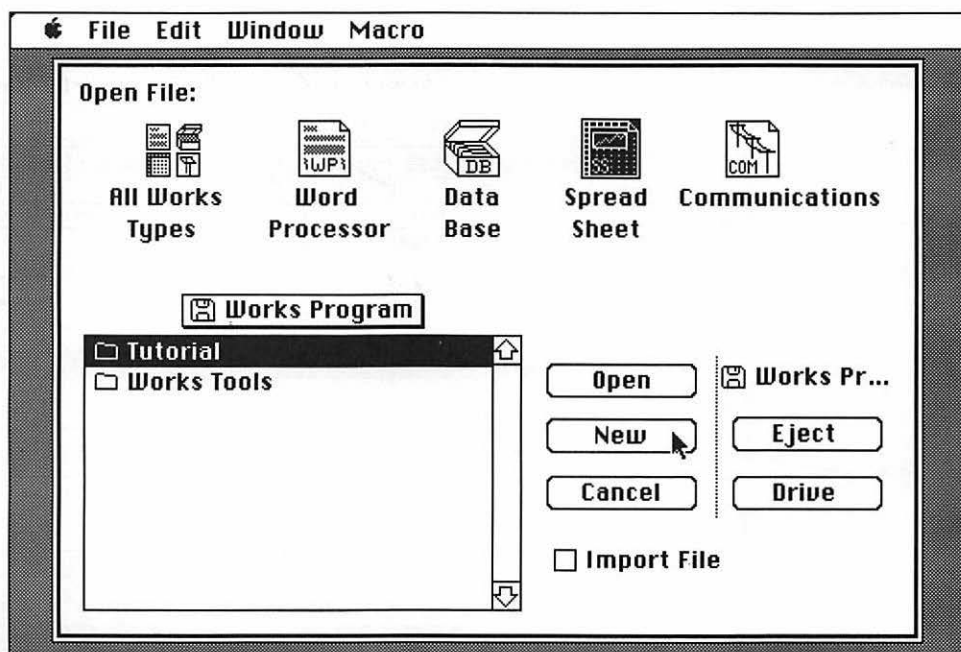 File Edit Window Macro
Open File:
WP
DB
SS
COM
All Works Types
Word Processor
Data Base
Spread Sheet
Communications
Works Program
Tutorial
Works Tools
Open
New
Cancel
Works Pr...
Eject
Drive
Import File